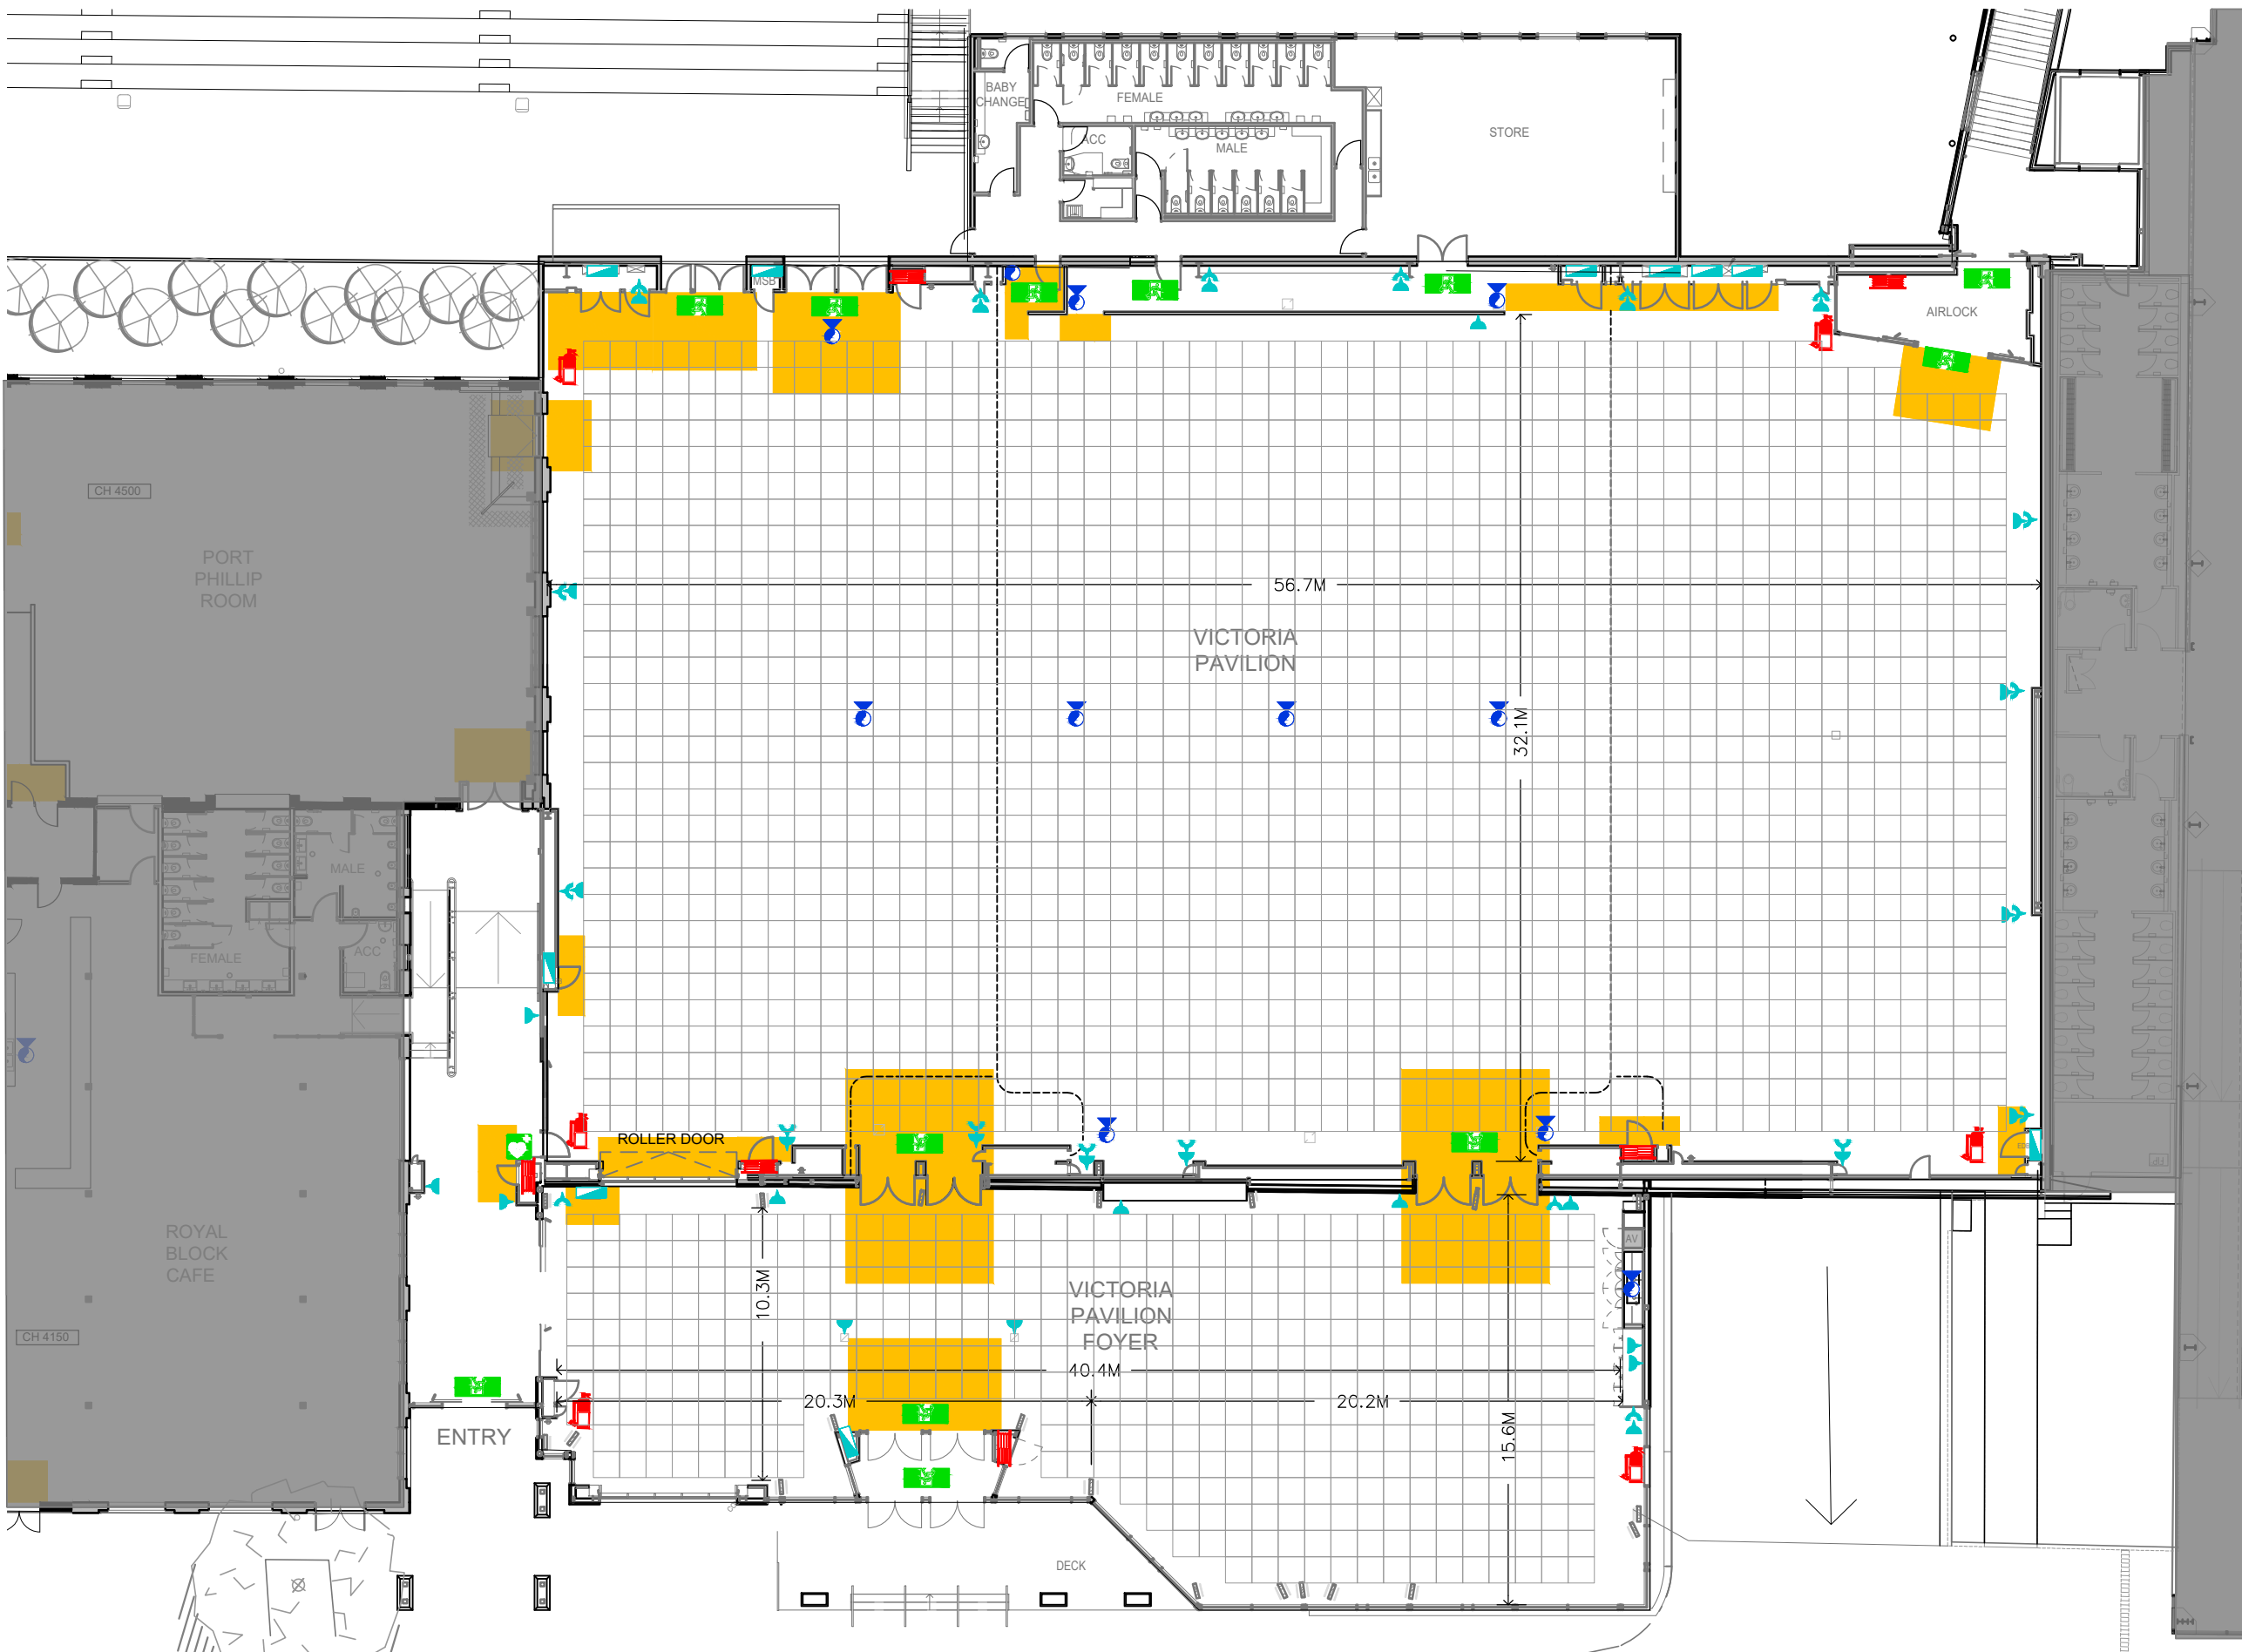 BABY
CHANGE
FEMALE
ACC
MALE
STORE
MSB
AIRLOCK
CH 4500
PORT
PHILLIP
ROOM
56.7M
VICTORIA
PAVILION
32.1M
MALE
FEMALE
ACC
ROLLER DOOR
EDB
FIP
ROYAL
BLOCK
CAFE
CH 4150
10.3M
VICTORIA
PAVILION
FOYER
AV
40.4M
20.3M
20.2M
15.6M
ENTRY
DECK